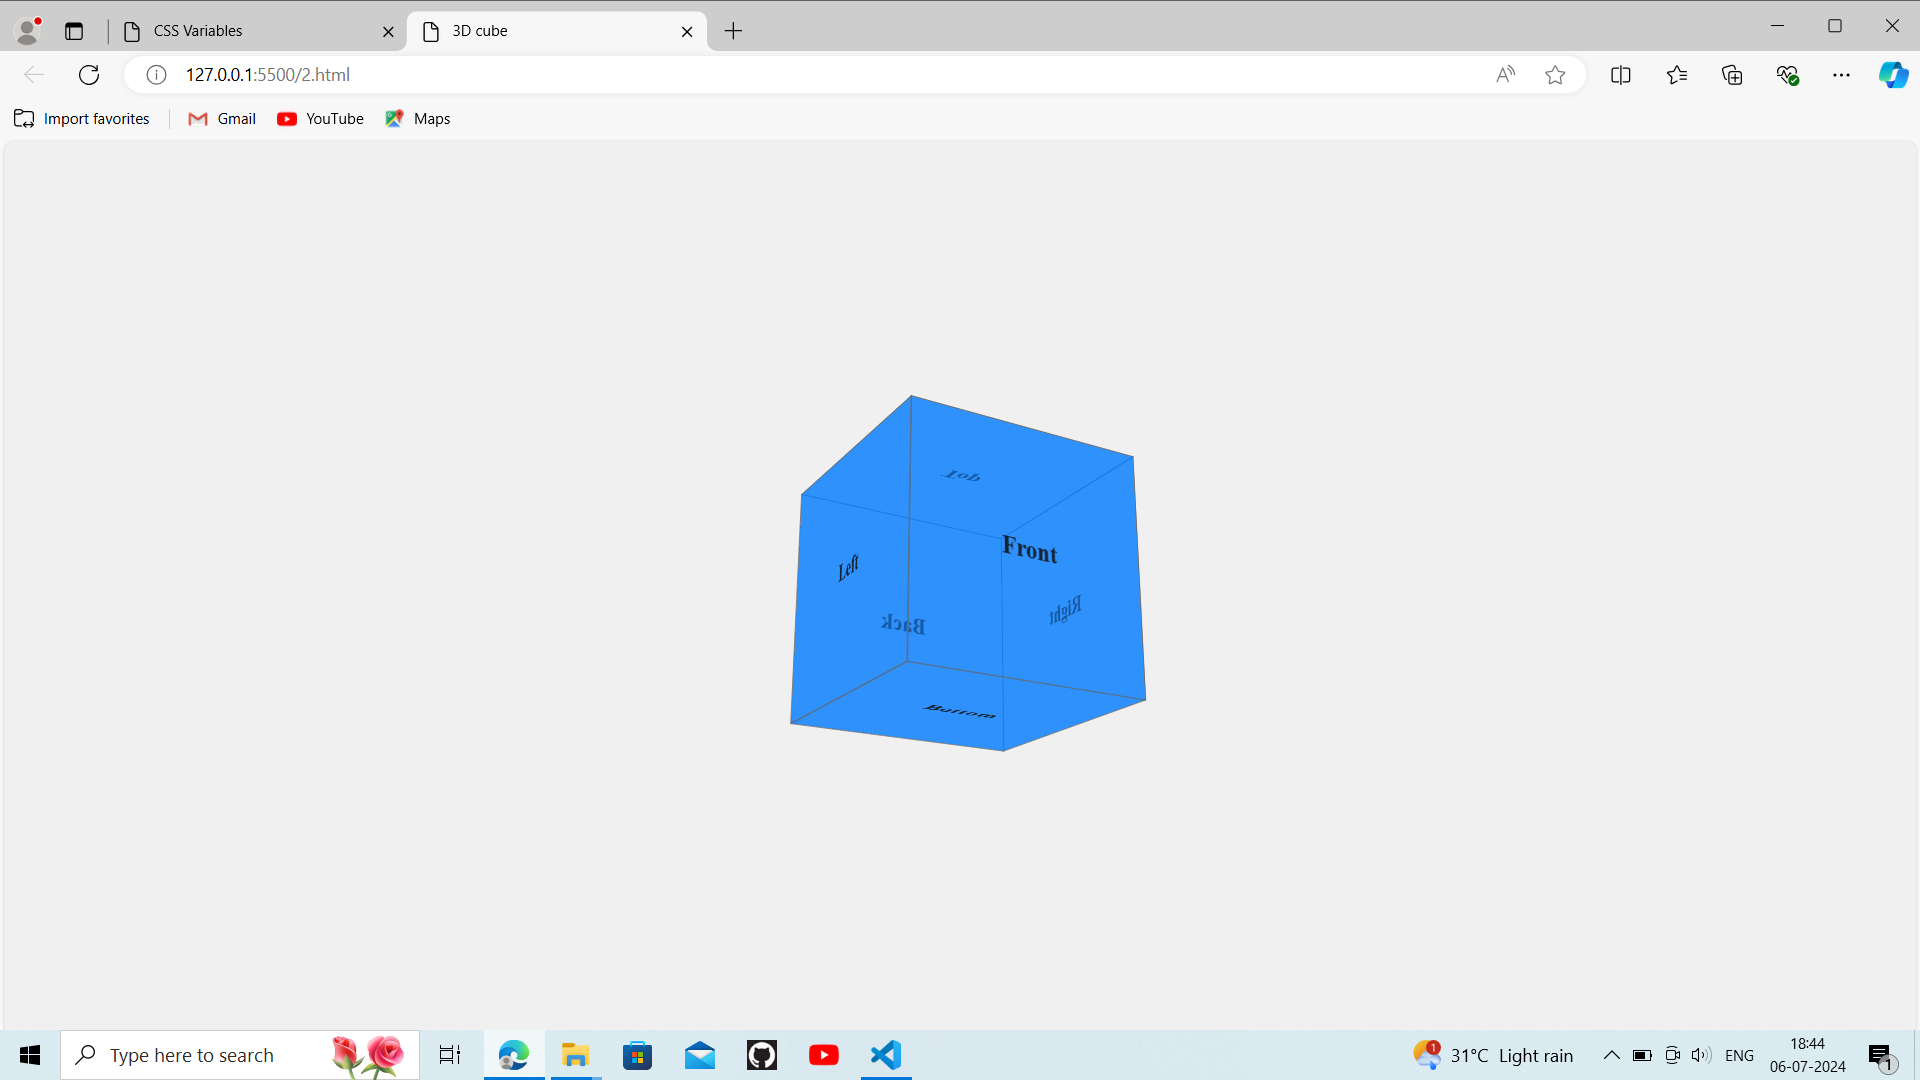 CSS Variables
3D cube
127.0.0.1:5500/2.html
Import favorites
Gmail
YouTube
Maps
Top
Front
Left
Right
Back
Bottom
Type here to search
1
31°C Light rain
ENG
18:44
06-07-2024
1